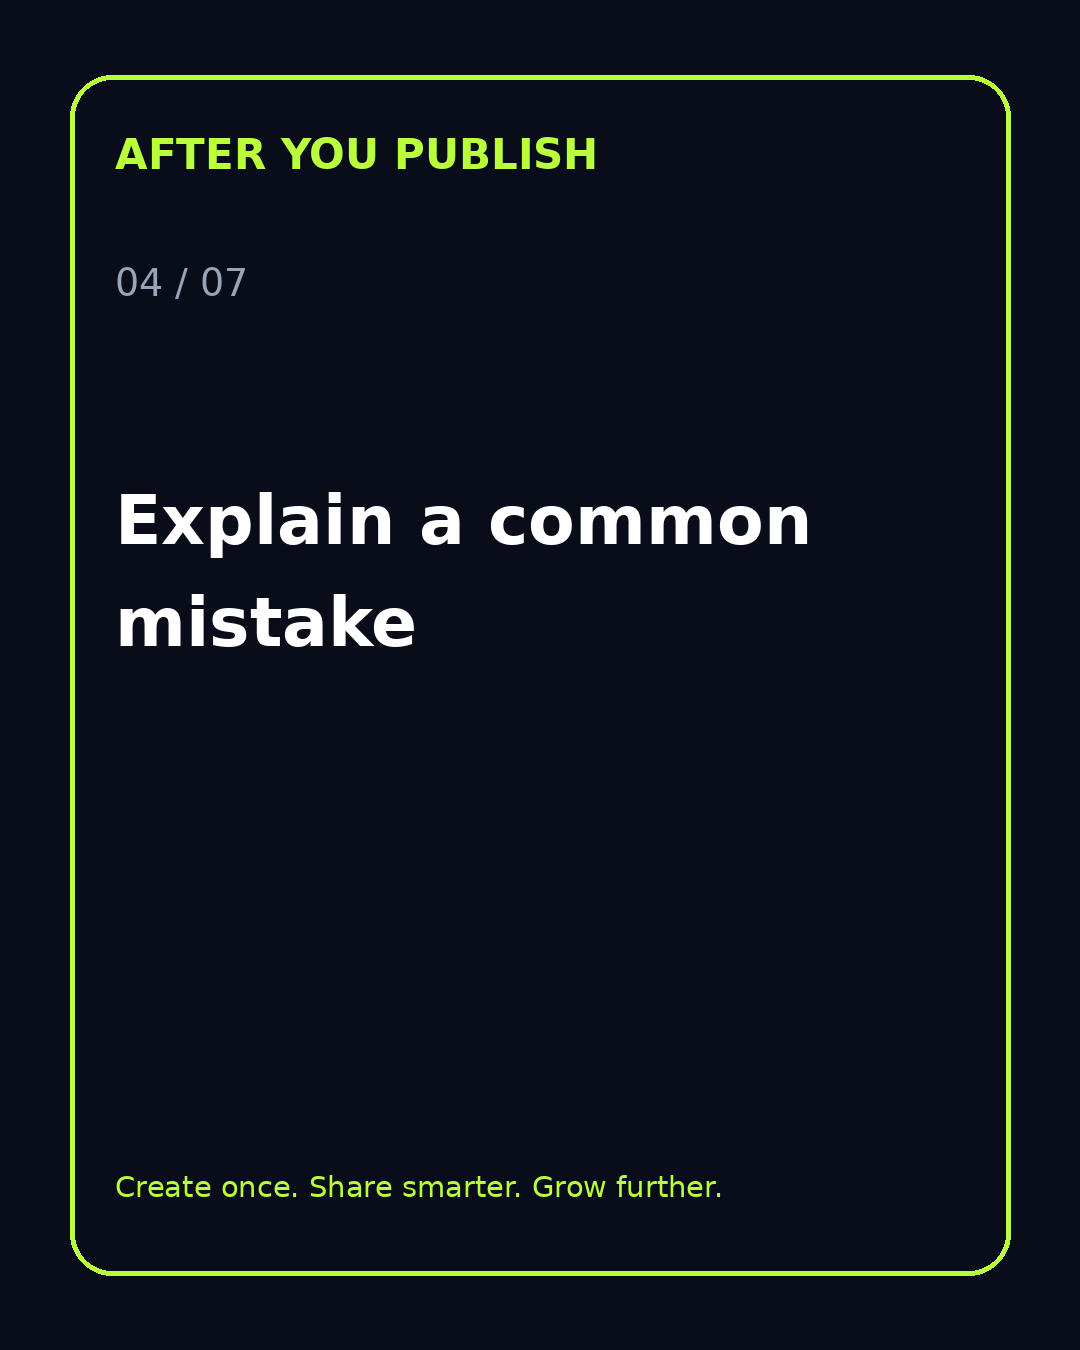 AFTER YOU PUBLISH
04 / 07
Explain a common
mistake
Create once. Share smarter. Grow further.